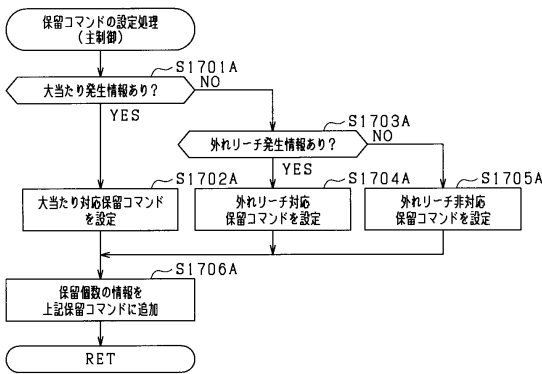 保留コマンドの設定処理
(主制御)
S1701A
大当たり発生情報あり?
NO
YES
S1703A
外れリーチ発生情報あり?
NO
YES
S1702A
大当たり対応保留コマンド
を設定
S1704A
外れリーチ対応
保留コマンドを設定
S1705A
外れリーチ非対応
保留コマンドを設定
S1706A
保留個数の情報を
上記保留コマンドに追加
RET